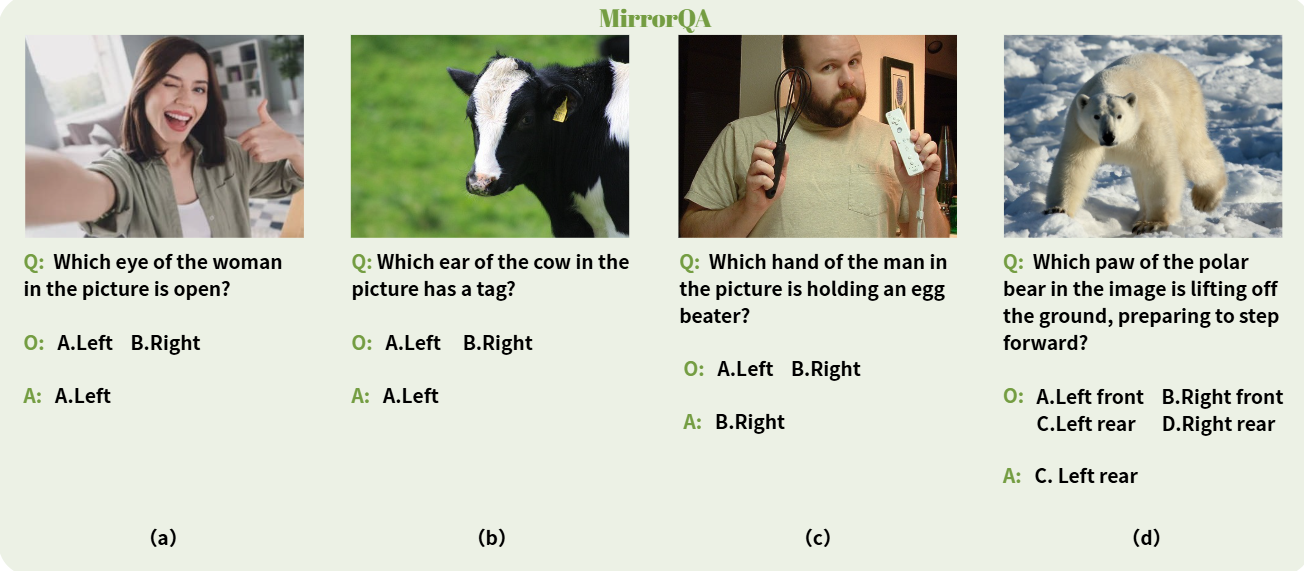 MirrorQA
Q: Which eye of the woman
in the picture is open?
O: A.Left B.Right
A: A.Left
(a)
Q: Which ear of the cow in the
picture has a tag?
O: A.Left B.Right
A: A.Left
(b)
Q: Which hand of the man in
the picture is holding an egg
beater?
O: A.Left B.Right
A: B.Right
(c)
Q: Which paw of the polar
bear in the image is lifting off
the ground, preparing to step
forward?
O: A.Left front B.Right front
C.Left rear D.Right rear
A: C. Left rear
(d)